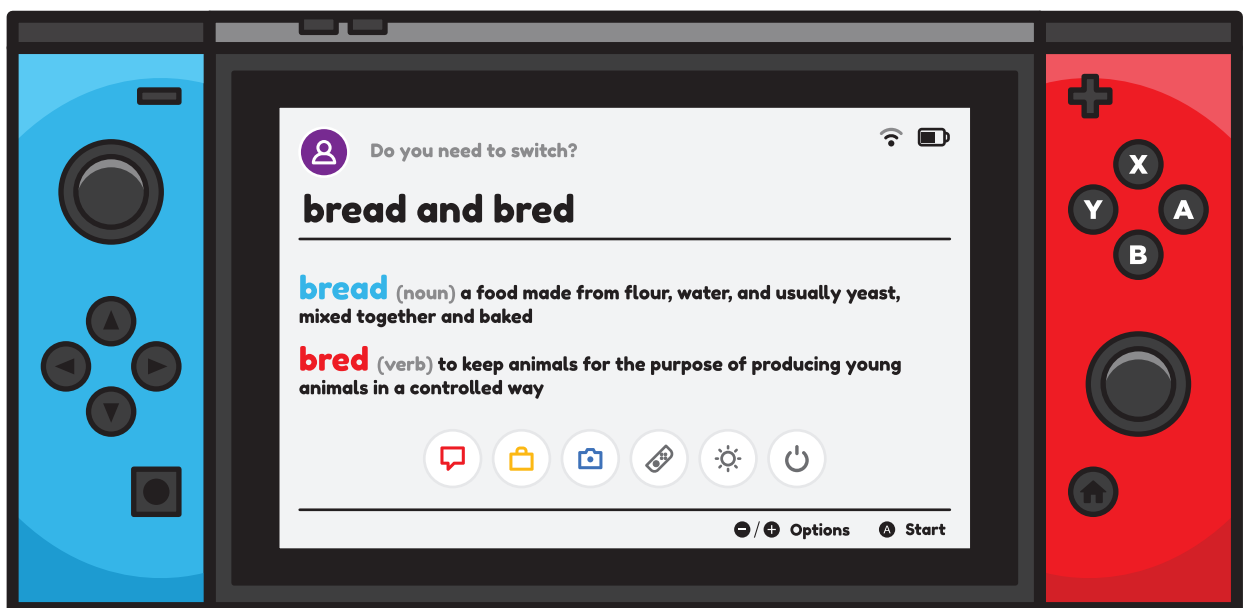 Do you need to switch?
bread and bred
bread (noun) a food made from flour, water, and usually yeast,
mixed together and baked
bred (verb) to keep animals for the purpose of producing young
animals in a controlled way
−/+ Options A Start
X
Y A
B